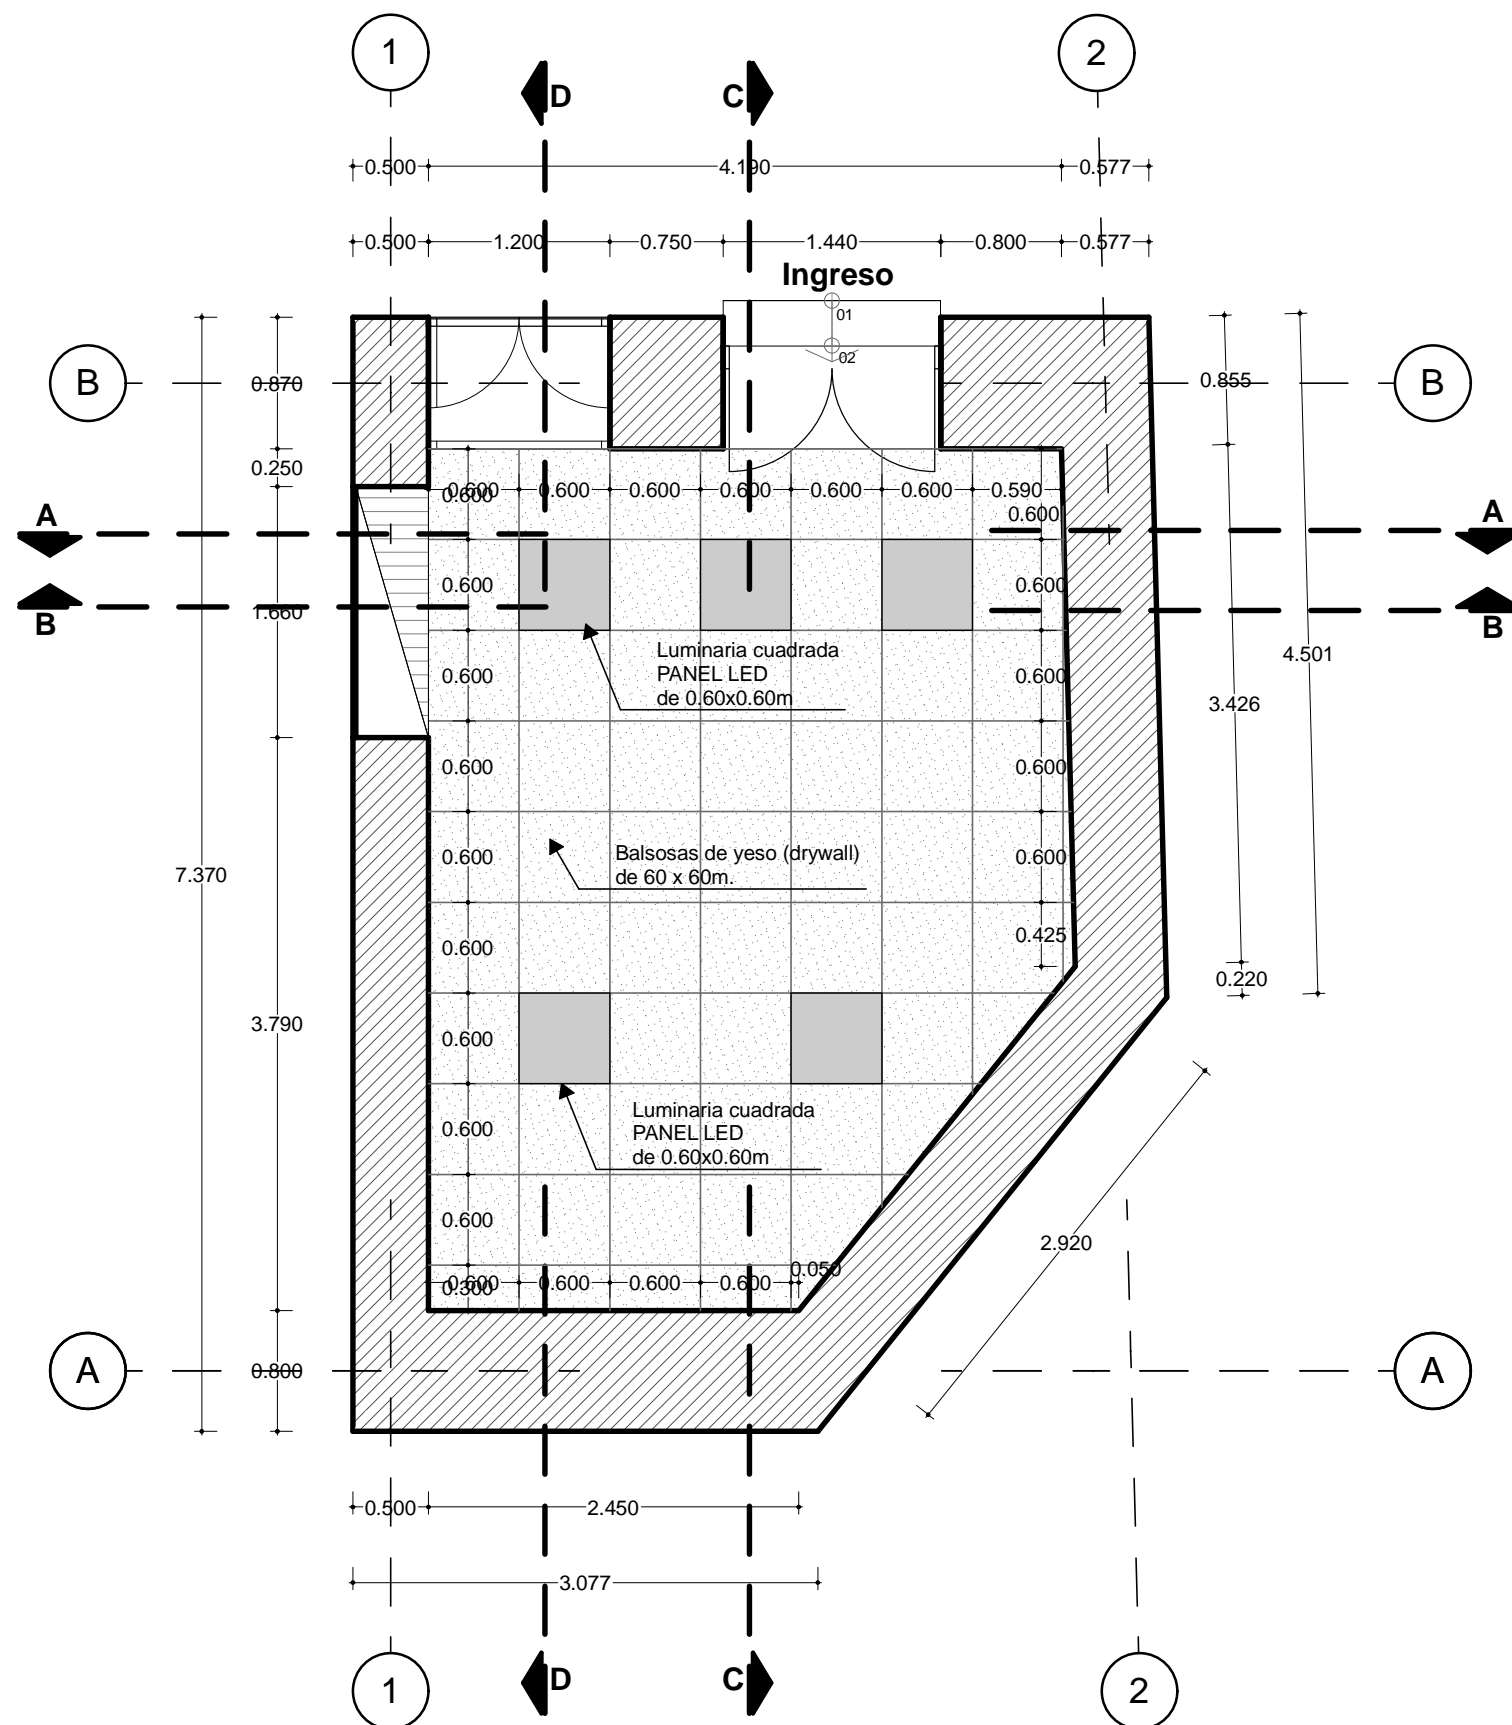 1
2
D
C
0.500
4.190
0.577
0.500
1.200
0.750
1.440
0.800
0.577
Ingreso
01
02
B
B
0.870
0.855
0.250
0.600
0.600
0.600
0.600
0.600
0.600
0.600
0.590
0.600
A
A
0.600
0.600
1.660
B
B
Luminaria cuadrada
PANEL LED
de 0.60x0.60m
4.501
0.600
0.600
3.426
0.600
0.600
Balsosas de yeso (drywall)
de 60 x 60m.
0.600
0.600
7.370
0.600
0.425
0.220
3.790
0.600
Luminaria cuadrada
PANEL LED
de 0.60x0.60m
0.600
0.600
2.920
0.050
0.300
0.600
0.600
0.600
0.600
A
0.800
A
0.500
2.450
3.077
D
C
1
2